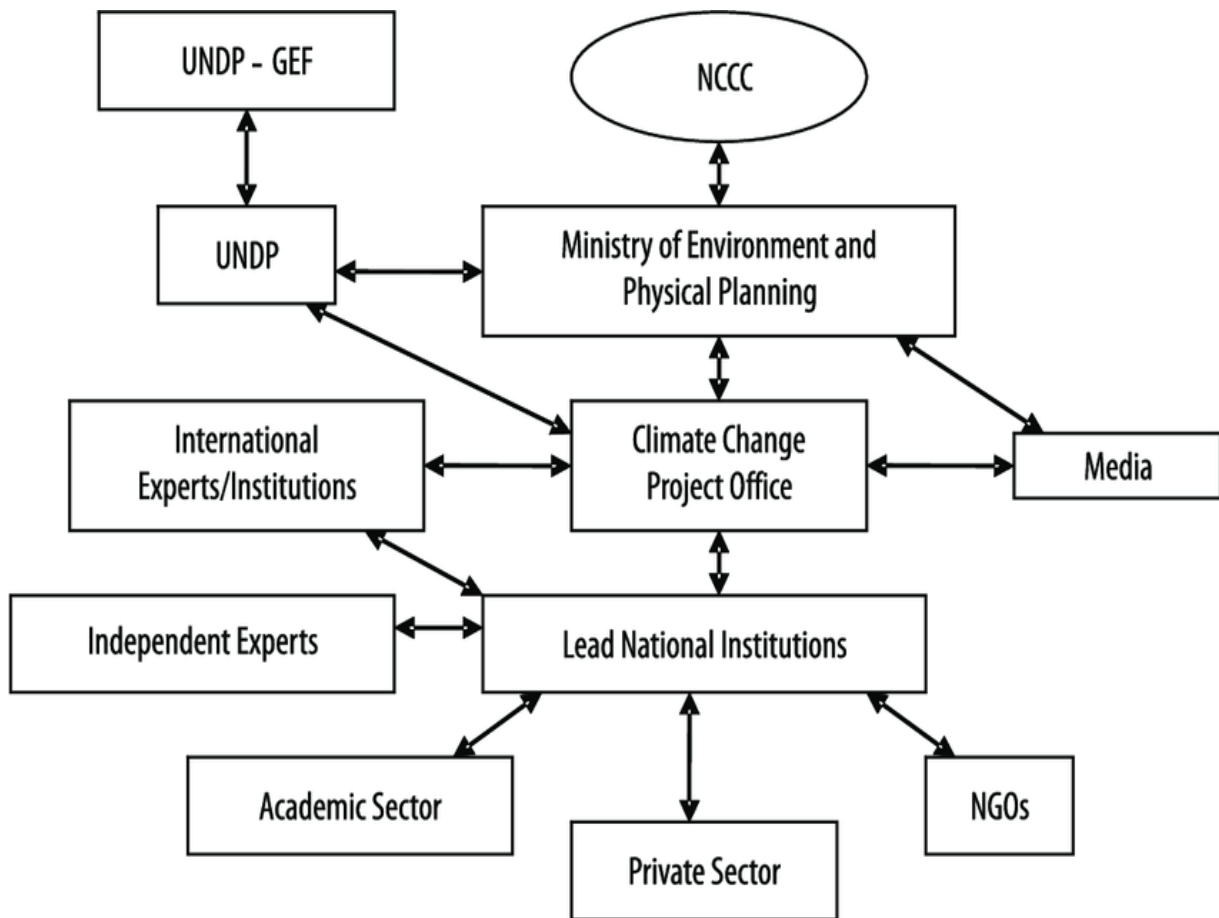 UNDP - GEF
NCCC
UNDP
Ministry of Environment and
Physical Planning
International
Experts/Institutions
Climate Change
Project Office
Media
Independent Experts
Lead National Institutions
Academic Sector
NGOs
Private Sector